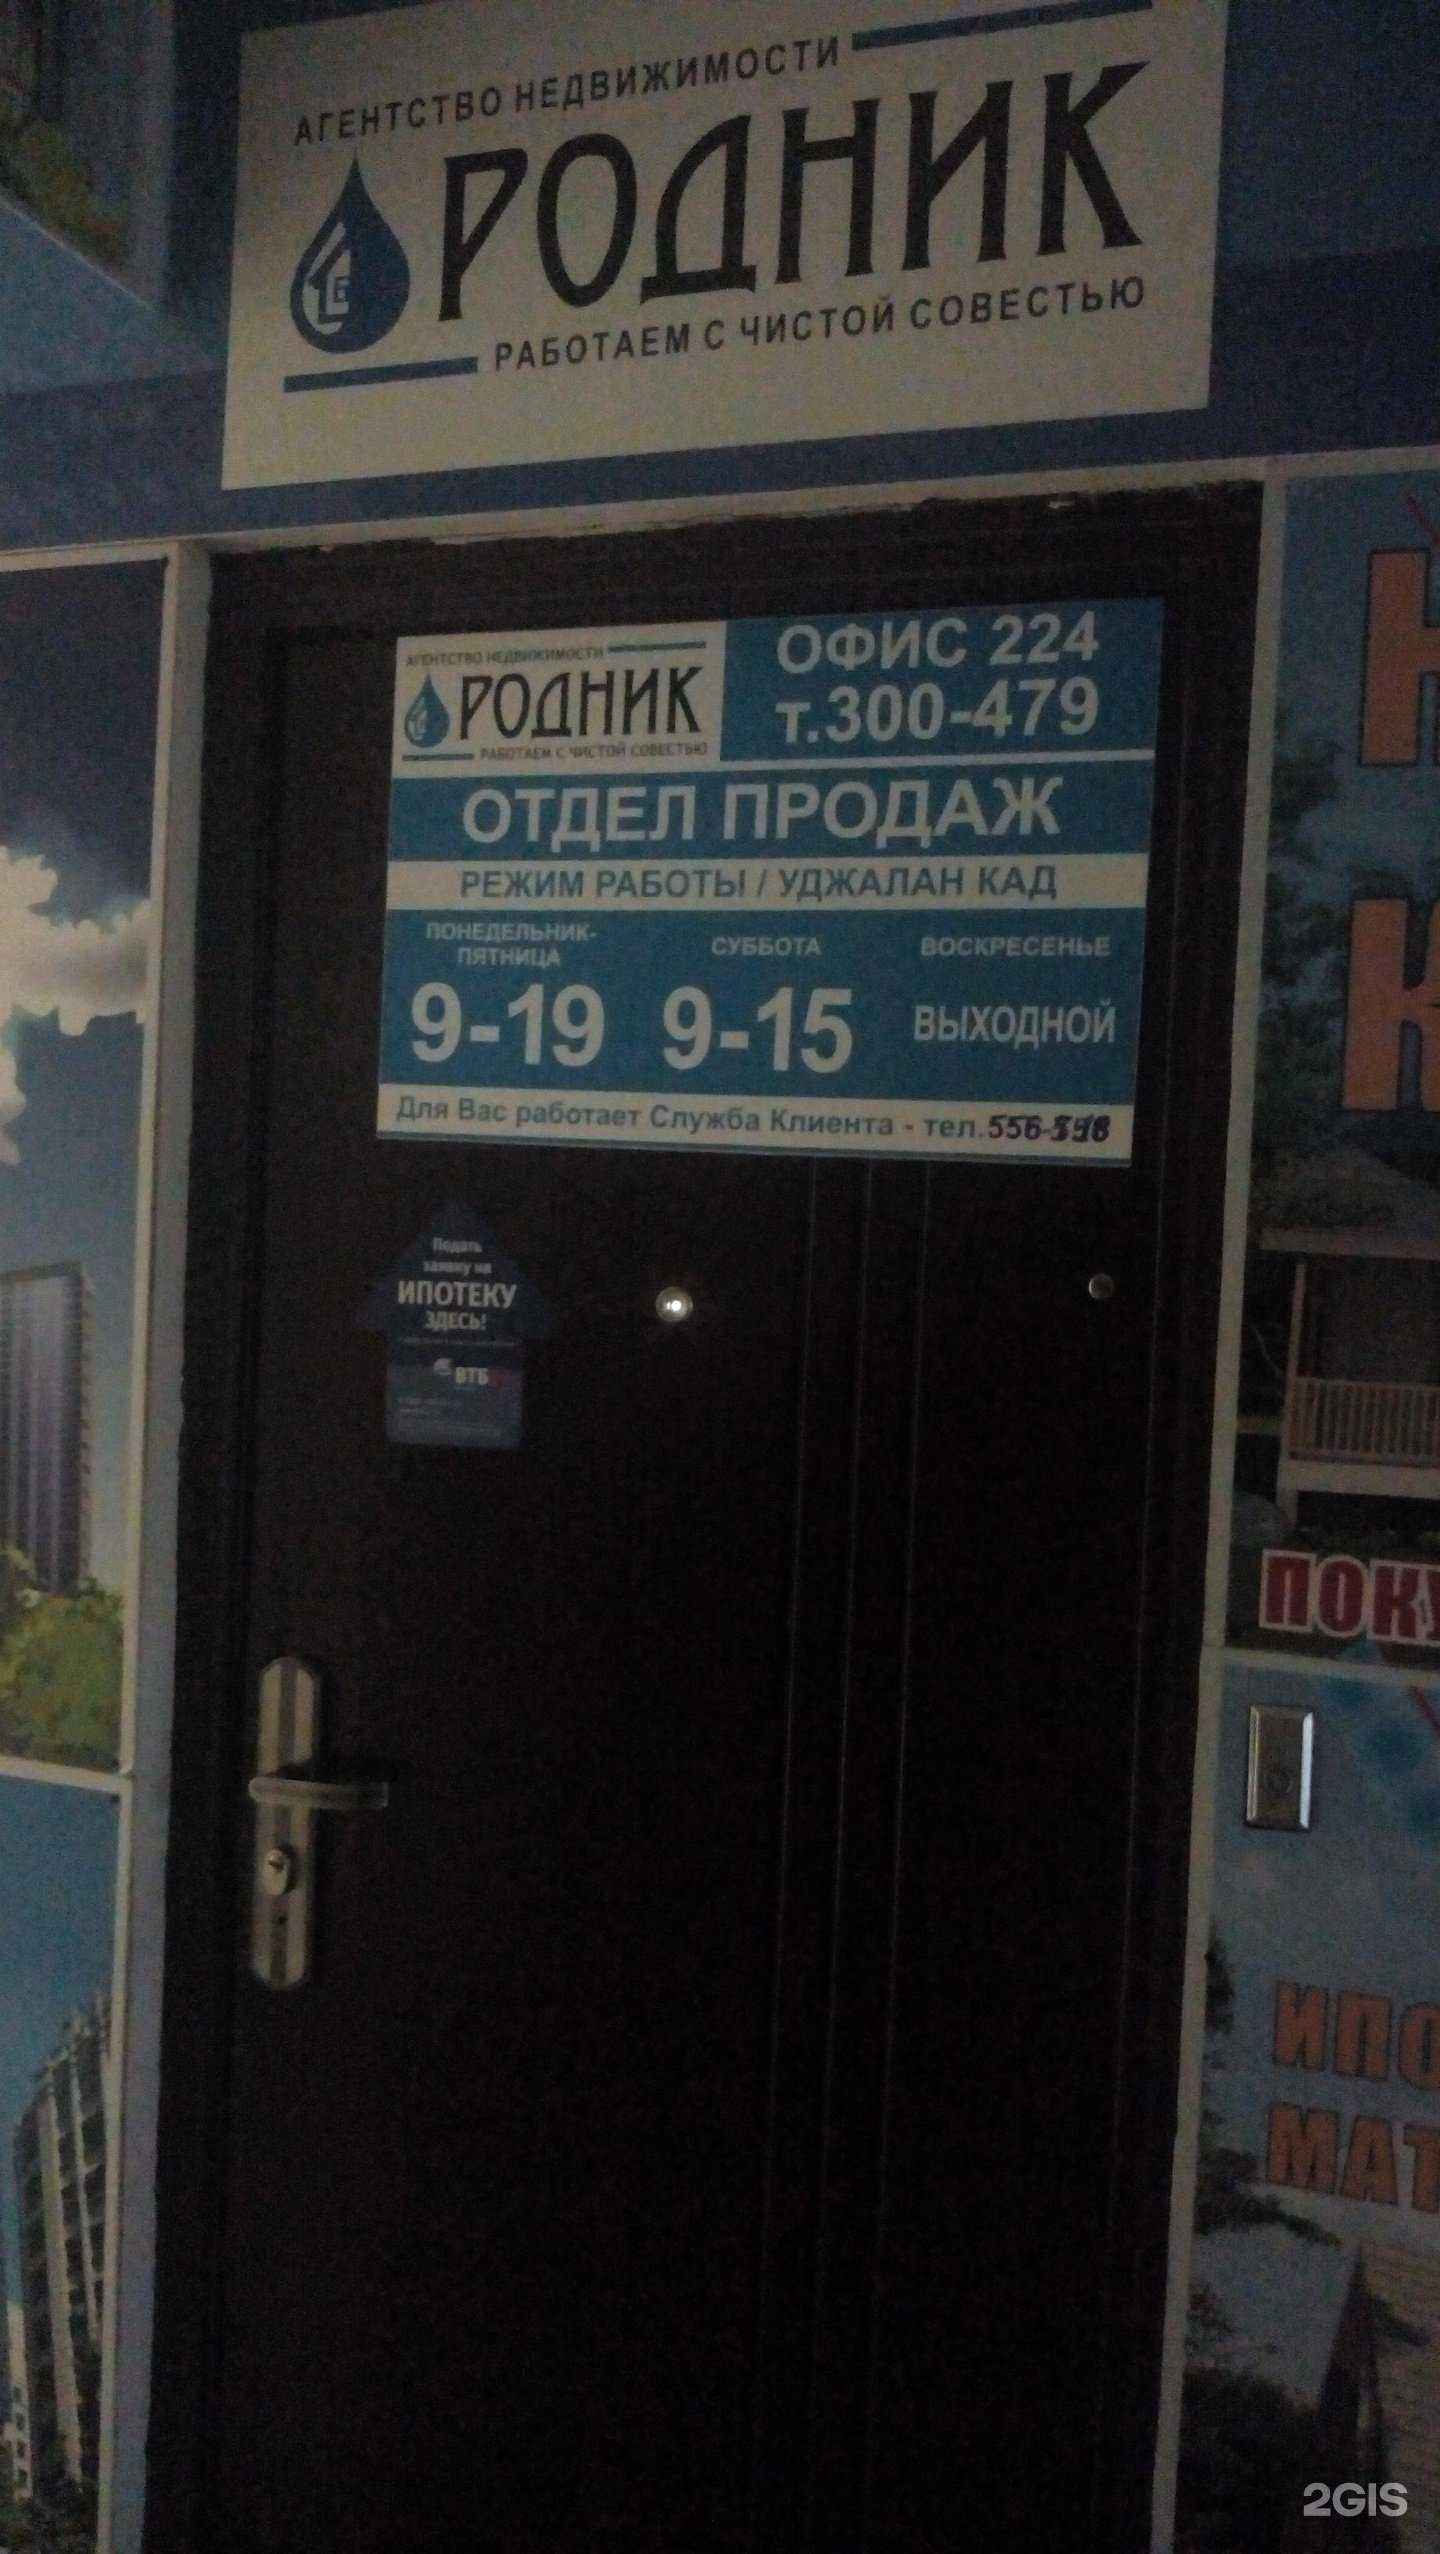 АГЕНТСТВО НЕДВИЖИМОСТИ
РОДНИК
РАБОТАЕМ С ЧИСТОЙ СОВЕСТЬЮ
АГЕНТСТВО НЕДВИЖИМОСТИ
РОДНИК
РАБОТАЕМ С ЧИСТОЙ СОВЕСТЬЮ
ОФИС 224
т.300-479
ОТДЕЛ ПРОДАЖ
РЕЖИМ РАБОТЫ / УДЖАЛАН КАД
ПОНЕДЕЛЬНИК-
ПЯТНИЦА
9-19
СУББОТА
9-15
ВОСКРЕСЕНЬЕ
ВЫХОДНОЙ
Для Вас работает Служба Клиента - тел.
Подать
заявку на
ИПОТЕКУ
ЗДЕСЬ!
ВТБ
ПОКУ
ИПО
МАТ
2GIS